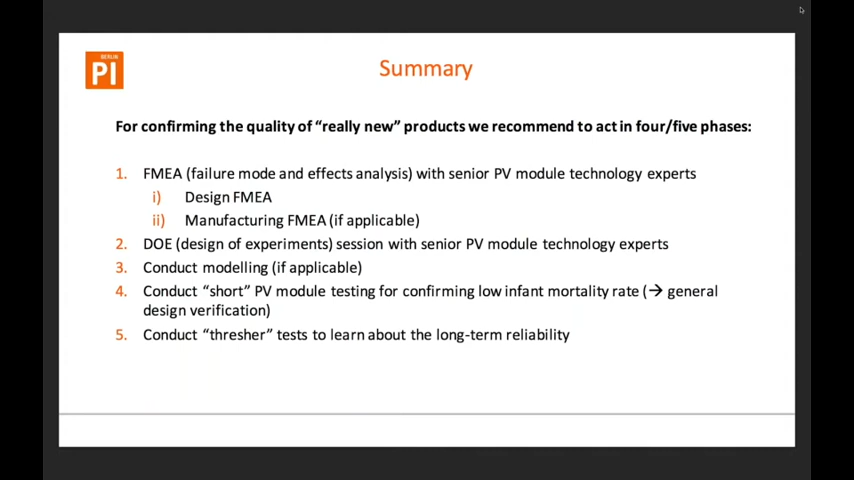 BERLIN
PI
Summary
For confirming the quality of “really new” products we recommend to act in four/five phases:
1. FMEA (failure mode and effects analysis) with senior PV module technology experts
i) Design FMEA
ii) Manufacturing FMEA (if applicable)
2. DOE (design of experiments) session with senior PV module technology experts
3. Conduct modelling (if applicable)
4. Conduct “short” PV module testing for confirming low infant mortality rate (→ general
design verification)
5. Conduct “thresher” tests to learn about the long-term reliability